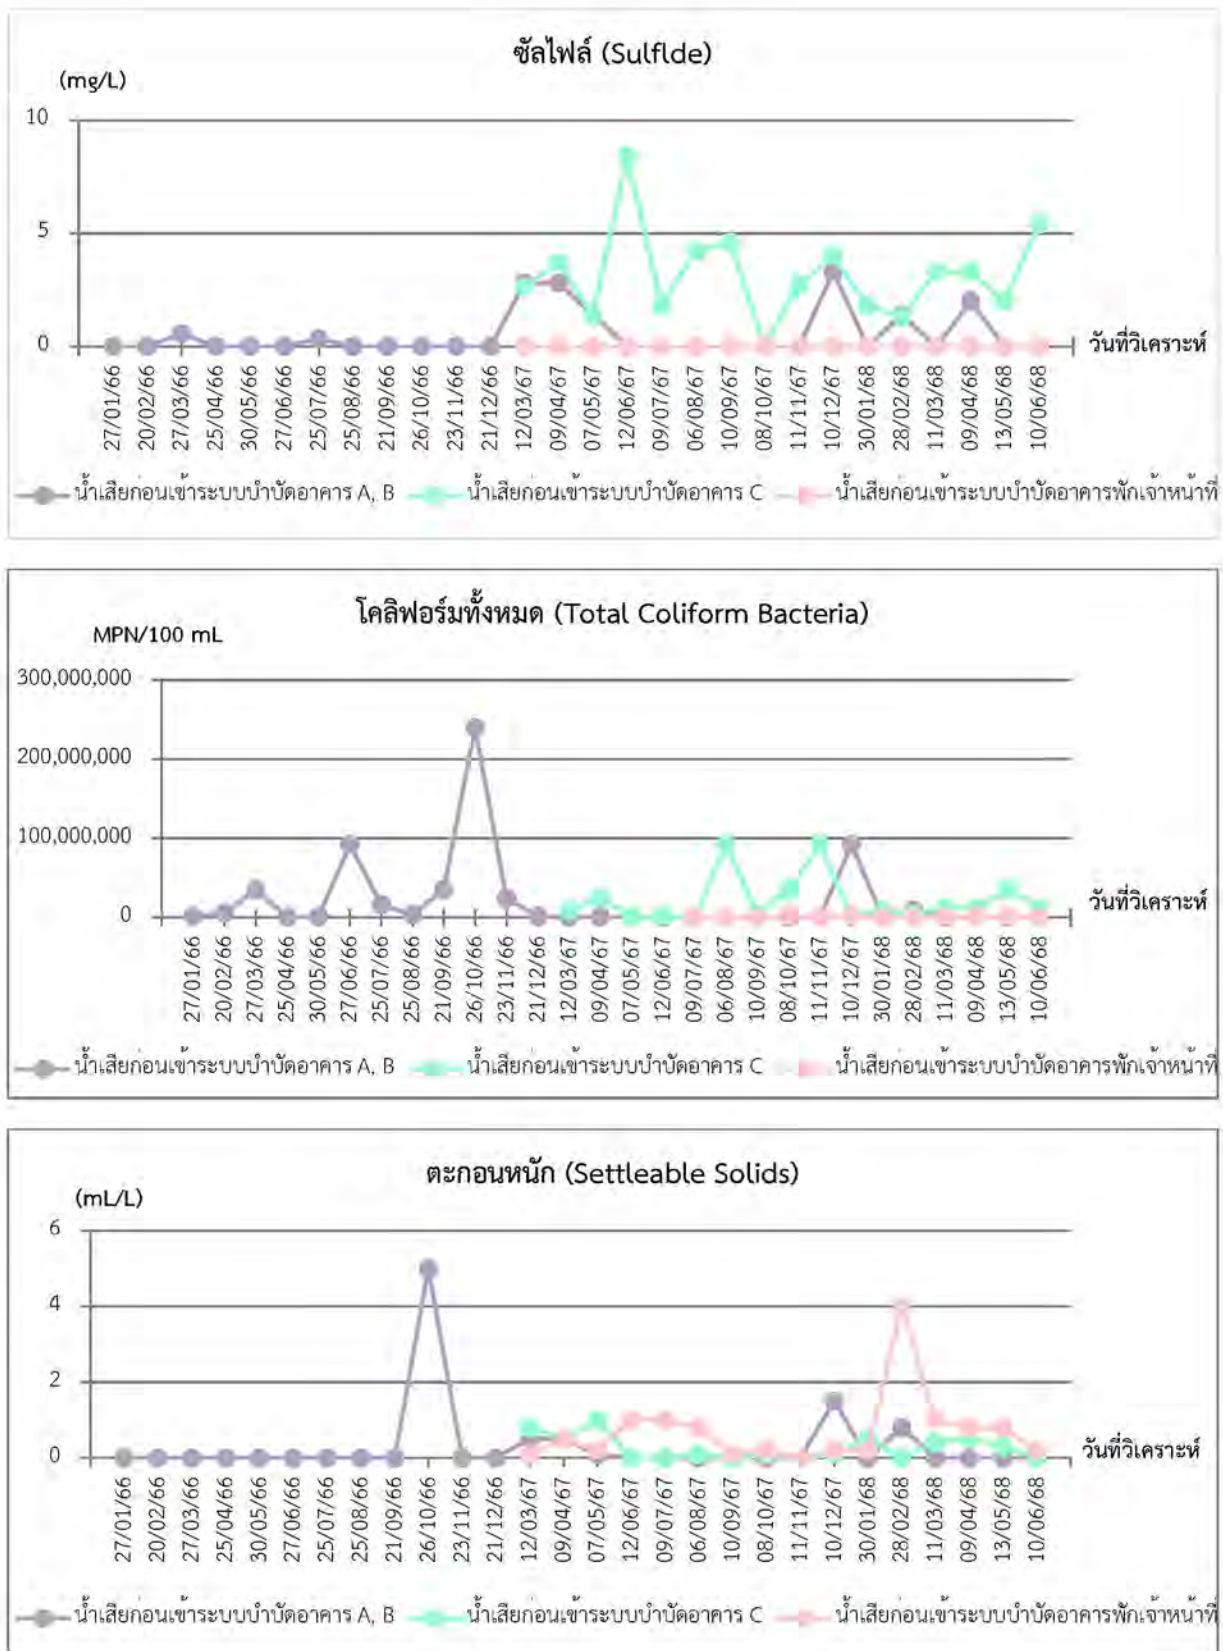 ซัลไฟล์ (Sulflde)
(mg/L)
10
5
0
วันที่วิเคราะห์
27/01/66 20/02/66 27/03/66 25/04/66 30/05/66 27/06/66 25/07/66 25/08/66 21/09/66 26/10/66 23/11/66 21/12/66 12/03/67 09/04/67 07/05/67 12/06/67 09/07/67 06/08/67 10/09/67 08/10/67 11/11/67 10/12/67 30/01/68 28/02/68 11/03/68 09/04/68 13/05/68 10/06/68
น้ำเสียก่อนเข้าระบบบำบัดอาคาร A, B น้ำเสียก่อนเข้าระบบบำบัดอาคาร C น้ำเสียก่อนเข้าระบบบำบัดอาคารพักเจ้าหน้าที่
โคลิฟอร์มทั้งหมด (Total Coliform Bacteria)
MPN/100 mL
300,000,000
200,000,000
100,000,000
0
วันที่วิเคราะห์
27/01/66 20/02/66 27/03/66 25/04/66 30/05/66 27/06/66 25/07/66 25/08/66 21/09/66 26/10/66 23/11/66 21/12/66 12/03/67 09/04/67 07/05/67 12/06/67 09/07/67 06/08/67 10/09/67 08/10/67 11/11/67 10/12/67 30/01/68 28/02/68 11/03/68 09/04/68 13/05/68 10/06/68
น้ำเสียก่อนเข้าระบบบำบัดอาคาร A, B น้ำเสียก่อนเข้าระบบบำบัดอาคาร C น้ำเสียก่อนเข้าระบบบำบัดอาคารพักเจ้าหน้าที่
ตะกอนหนัก (Settleable Solids)
(mL/L)
6
4
2
0
วันที่วิเคราะห์
27/01/66 20/02/66 27/03/66 25/04/66 30/05/66 27/06/66 25/07/66 25/08/66 21/09/66 26/10/66 23/11/66 21/12/66 12/03/67 09/04/67 07/05/67 12/06/67 09/07/67 06/08/67 10/09/67 08/10/67 11/11/67 10/12/67 30/01/68 28/02/68 11/03/68 09/04/68 13/05/68 10/06/68
น้ำเสียก่อนเข้าระบบบำบัดอาคาร A, B น้ำเสียก่อนเข้าระบบบำบัดอาคาร C น้ำเสียก่อนเข้าระบบบำบัดอาคารพักเจ้าหน้าที่